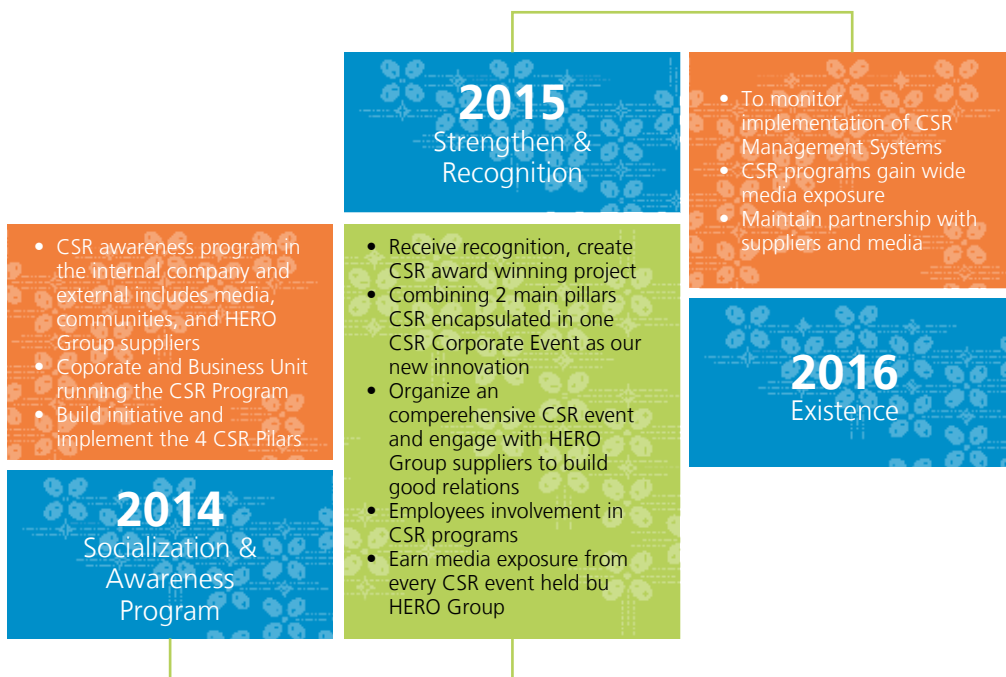 • CSR awareness program in
the internal company and
external includes media,
communities, and HERO
Group suppliers
• Coporate and Business Unit
running the CSR Program
• Build initiative and
implement the 4 CSR Pilars
2014
Socialization &
Awareness
Program
2015
Strengthen &
Recognition
• Receive recognition, create
CSR award winning project
• Combining 2 main pillars
CSR encapsulated in one
CSR Corporate Event as our
new innovation
• Organize an
comperehensive CSR event
and engage with HERO
Group suppliers to build
good relations
• Employees involvement in
CSR programs
• Earn media exposure from
every CSR event held bu
HERO Group
• To monitor
implementation of CSR
Management Systems
• CSR programs gain wide
media exposure
• Maintain partnership with
suppliers and media
2016
Existence